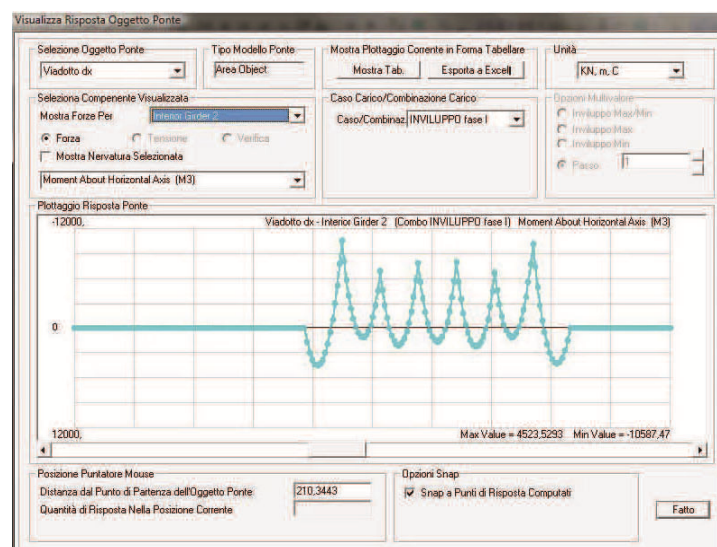 Visualizza Risposta Oggetto Ponte
Selezione Oggetto Ponte
Viadotto dx
Tipo Modello Ponte
Area Object
Mostra Plottaggio Corrente in Forma Tabellare
Mostra Tab.
Esporta a Excell
Unità
KN, m, C
Seleziona Compenente Visualizzata
Mostra Forze Per
Interior Girder 2
Forza
Tensione
Verifica
Mostra Nervatura Selezionata
Moment About Horizontal Axis (M3)
Caso Carico/Combinazione Carico
Caso/Combinaz.
INVILUPPO fase I
Opzioni Multivalore
Inviluppo Max/Min
Inviluppo Max
Inviluppo Min
Passo
1
Plottaggio Risposta Ponte
-12000,
Viadotto dx - Interior Girder 2 (Combo INVILUPPO fase I) Moment About Horizontal Axis (M3)
0
12000,
Max Value = 4523,5293 Min Value = -10587,47
Posizione Puntatore Mouse
Distanza dal Punto di Partenza dell'Oggetto Ponte
210,3443
Quantità di Risposta Nella Posizione Corrente
Opzioni Snap
Snap a Punti di Risposta Computati
Fatto